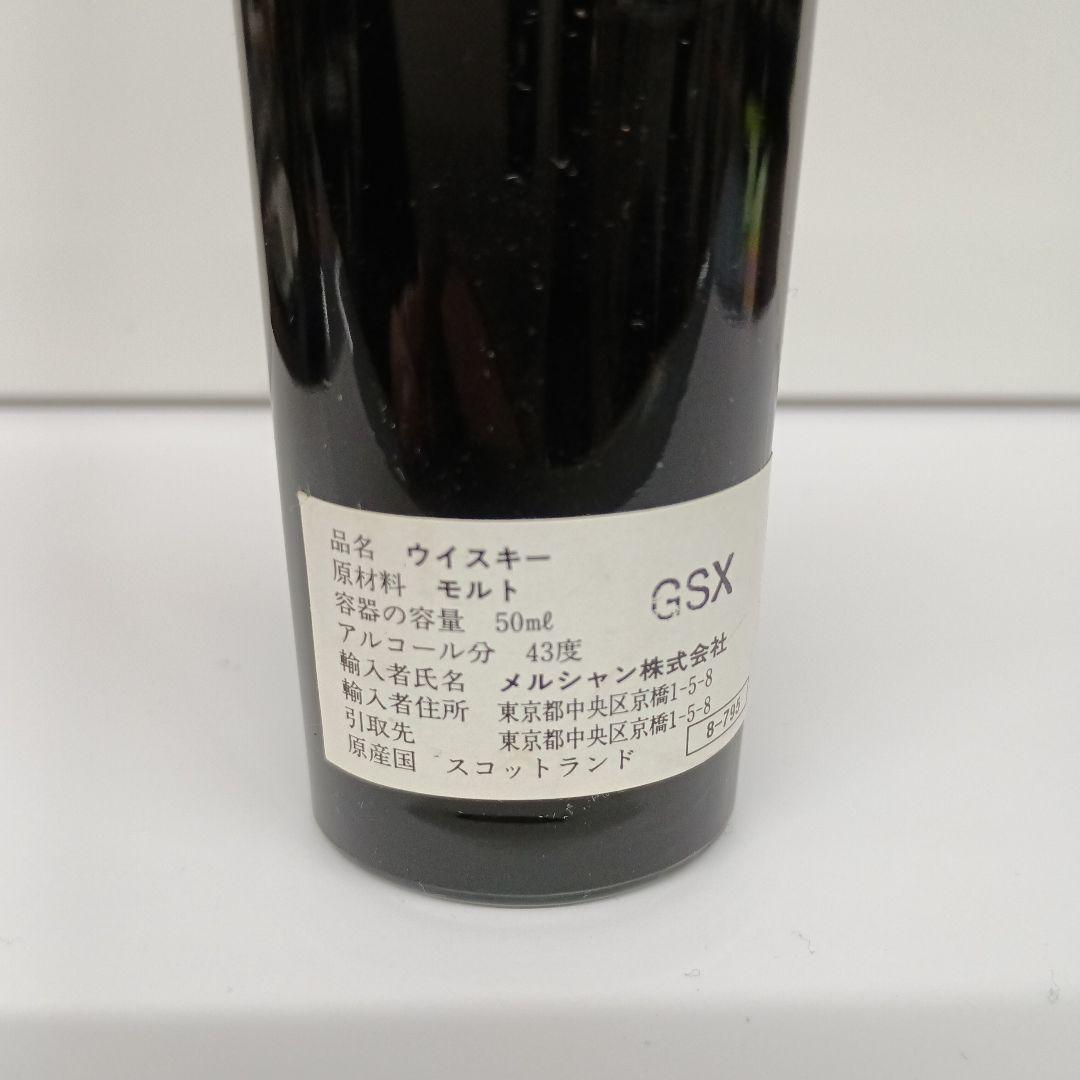 品名 ウイスキー
原材料 モルト
容器の容量 50㎖
アルコール分 43度
輸入者氏名 メルシャン株式会社
輸入者住所 東京都中央区京橋1-5-8
引取先 東京都中央区京橋1-5-8
原産国 スコットランド
GSX
8-795